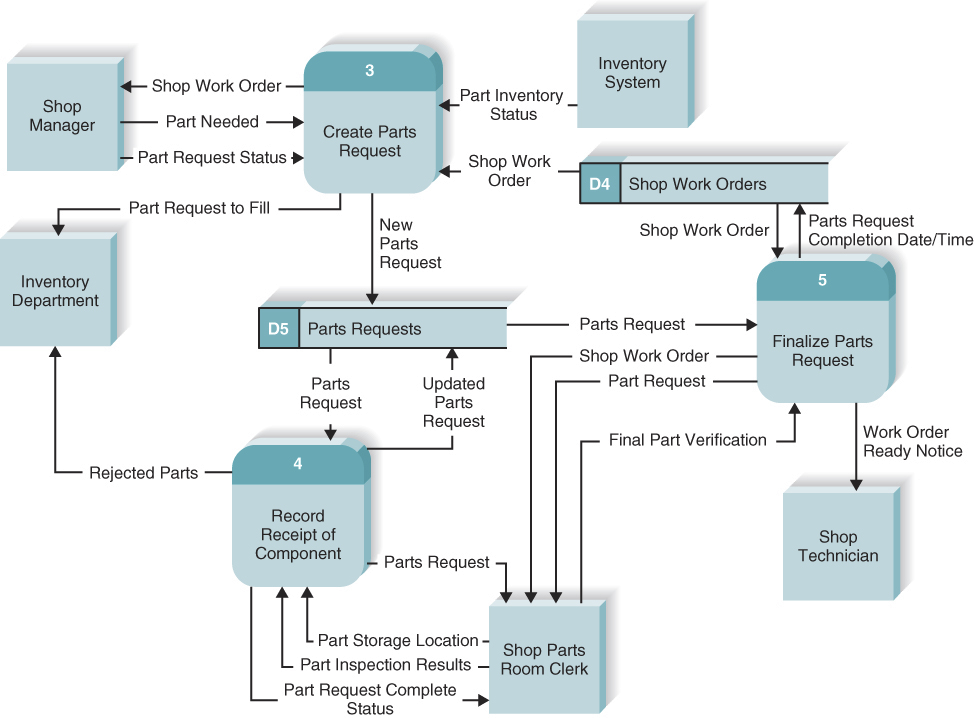 Shop
Manager
Shop Work Order
Part Needed
Part Request Status
3
Create Parts
Request
Part Inventory
Status
Inventory
System
Shop Work
Order
D4
Shop Work Orders
Part Request to Fill
New
Parts
Request
Shop Work Order
Parts Request
Completion Date/Time
Inventory
Department
D5
Parts Requests
Parts Request
5
Finalize Parts
Request
Shop Work Order
Part Request
Parts
Request
Updated
Parts
Request
Final Part Verification
Work Order
Ready Notice
Rejected Parts
4
Record
Receipt of
Component
Shop
Technician
Parts Request
Part Storage Location
Part Inspection Results
Part Request Complete
Status
Shop Parts
Room Clerk